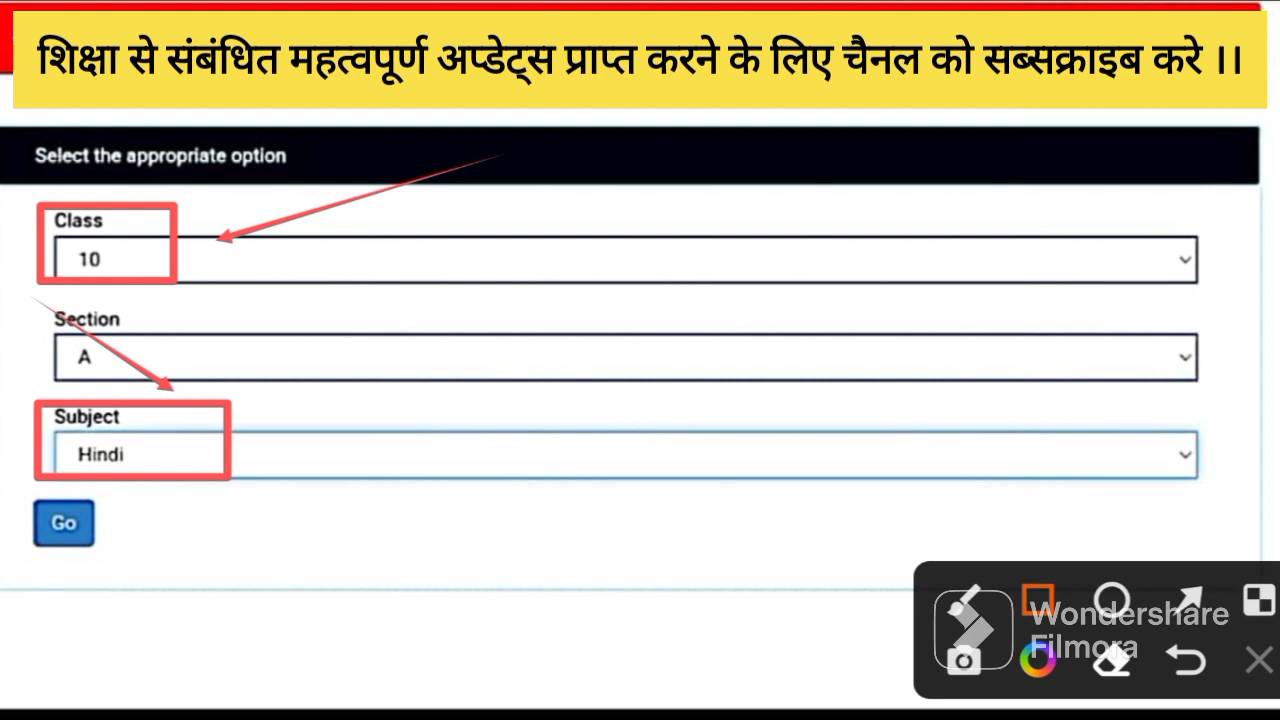 शिक्षा से संबंधित महत्वपूर्ण अप्डेट्स प्राप्त करने के लिए चैनल को सब्सक्राइब करे ।।
Select the appropriate option
Class
10
Section
A
Subject
Hindi
Go
Wondershare
Filmora